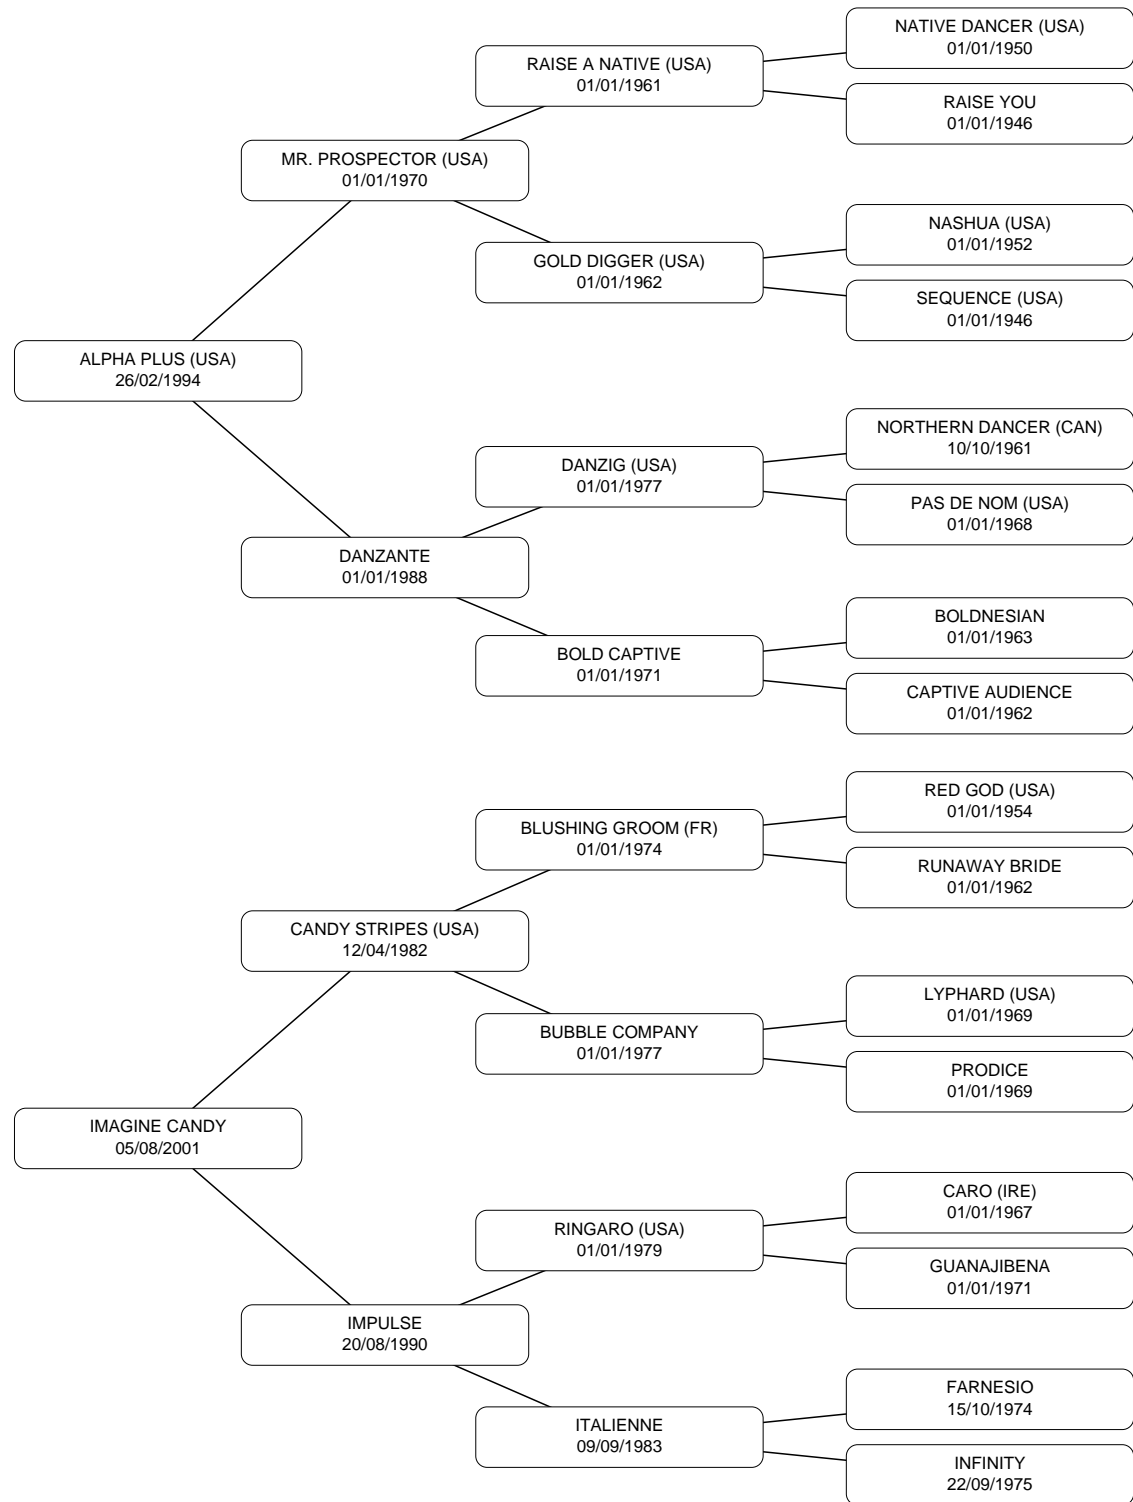 NATIVE DANCER (USA)
01/01/1950
RAISE A NATIVE (USA)
01/01/1961
RAISE YOU
01/01/1946
MR. PROSPECTOR (USA)
01/01/1970
NASHUA (USA)
01/01/1952
GOLD DIGGER (USA)
01/01/1962
SEQUENCE (USA)
01/01/1946
ALPHA PLUS (USA)
26/02/1994
NORTHERN DANCER (CAN)
10/10/1961
DANZIG (USA)
01/01/1977
PAS DE NOM (USA)
01/01/1968
DANZANTE
01/01/1988
BOLDNESIAN
01/01/1963
BOLD CAPTIVE
01/01/1971
CAPTIVE AUDIENCE
01/01/1962
RED GOD (USA)
01/01/1954
BLUSHING GROOM (FR)
01/01/1974
RUNAWAY BRIDE
01/01/1962
CANDY STRIPES (USA)
12/04/1982
LYPHARD (USA)
01/01/1969
BUBBLE COMPANY
01/01/1977
PRODICE
01/01/1969
IMAGINE CANDY
05/08/2001
CARO (IRE)
01/01/1967
RINGARO (USA)
01/01/1979
GUANAJIBENA
01/01/1971
IMPULSE
20/08/1990
FARNESIO
15/10/1974
ITALIENNE
09/09/1983
INFINITY
22/09/1975